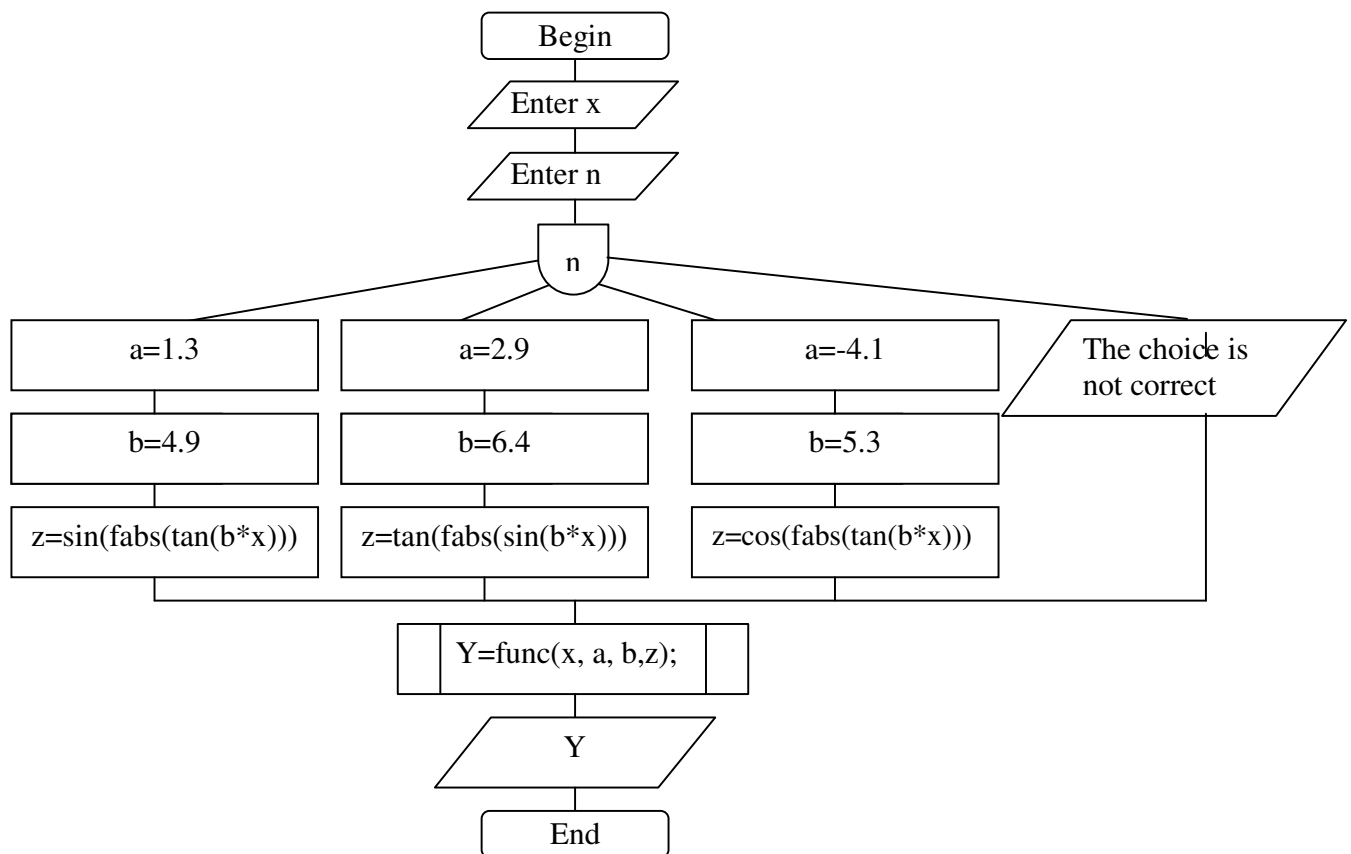 Begin
Enter x
Enter n
n
a=1.3
a=2.9
a=-4.1
The choice is
not correct
b=4.9
b=6.4
b=5.3
z=sin(fabs(tan(b*x)))
z=tan(fabs(sin(b*x)))
z=cos(fabs(tan(b*x)))
Y=func(x, a, b,z);
Y
End